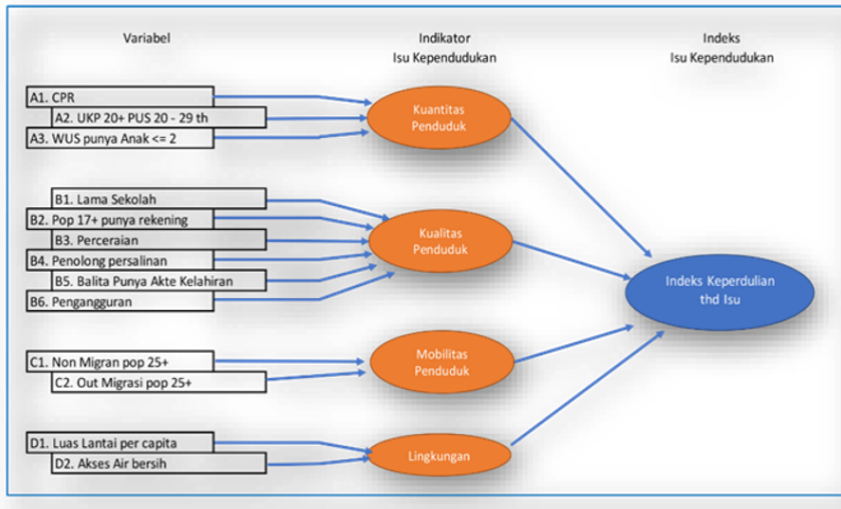 Variabel
Indikator
Isu Kependudukan
Indeks
Isu Kependudukan
A1. CPR
A2. UKP 20+ PUS 20 - 29 th
A3. WUS punya Anak <= 2
Kuantitas
Penduduk
B1. Lama Sekolah
B2. Pop 17+ punya rekening
B3. Perceraian
B4. Penolong persalinan
B5. Balita Punya Akte Kelahiran
B6. Pengangguran
Kualitas
Penduduk
Indeks Keperdulian
thd Isu
C1. Non Migran pop 25+
C2. Out Migrasi pop 25+
Mobilitas
Penduduk
D1. Luas Lantai per capita
D2. Akses Air bersih
Lingkungan